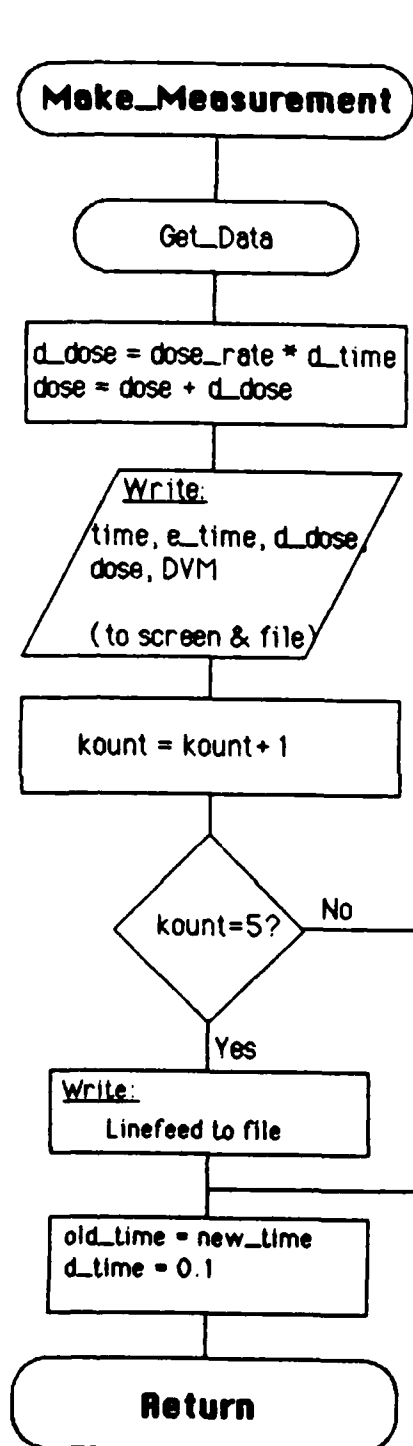 Make_Measurement
Get_Data
d_dose = dose_rate * d_time
dose = dose + d_dose
Write:
time, e_time, d_dose,
dose, DVM
(to screen & file)
kount = kount+ 1
kount=5?
No
Yes
Write:
Linefeed to file
old_time = new_time
d_time = 0.1
Return